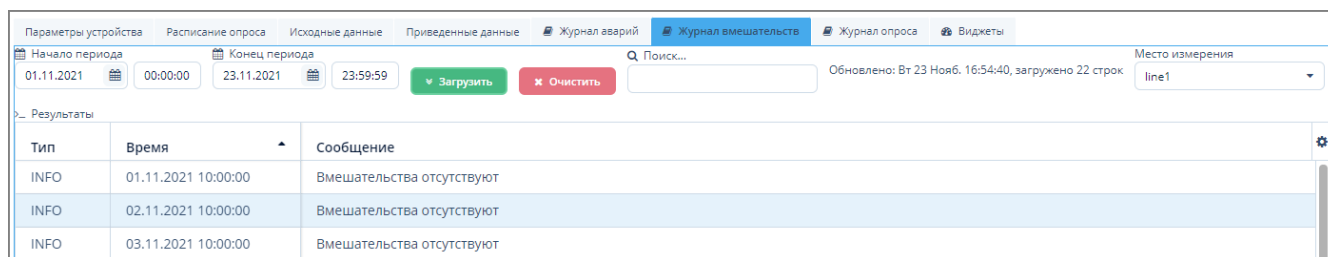 Параметры устройства Расписание опроса Исходные данные Приведенные данные Журнал аварий Журнал вмешательств Журнал опроса Виджеты
Начало периода Конец периода Поиск... Место измерения
01.11.2021 00:00:00 23.11.2021 23:59:59 Загрузить Очистить Обновлено: Вт 23 Нояб. 16:54:40, загружено 22 строк line1
Результаты
Тип Время Сообщение
INFO 01.11.2021 10:00:00 Вмешательства отсутствуют
INFO 02.11.2021 10:00:00 Вмешательства отсутствуют
INFO 03.11.2021 10:00:00 Вмешательства отсутствуют